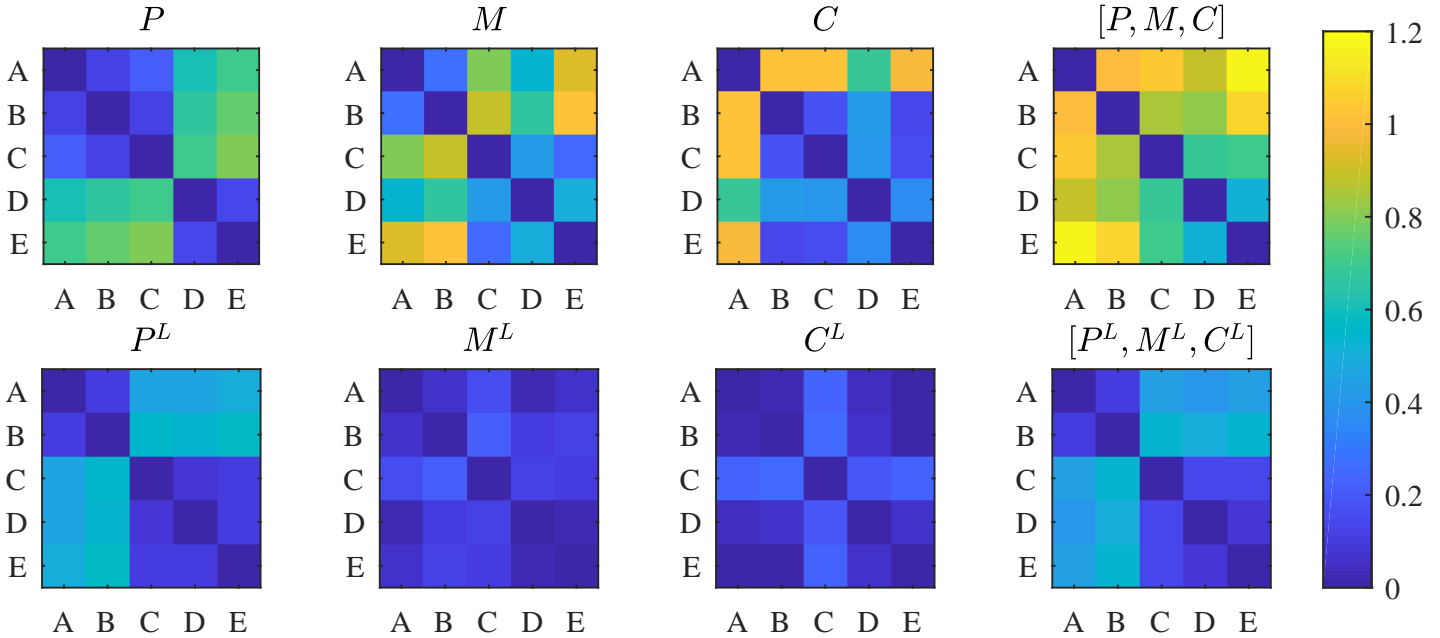 P M C [P, M, C]
A A A A 1.2
B B B B 1
C C C C
D D D D 0.8
E E E E
A B C D E A B C D E A B C D E A B C D E
0.6
P^L M^L C^L [P^L, M^L, C^L]
A A A A
B B B B 0.4
C C C C 0.2
D D D D
E E E E 0
A B C D E A B C D E A B C D E A B C D E